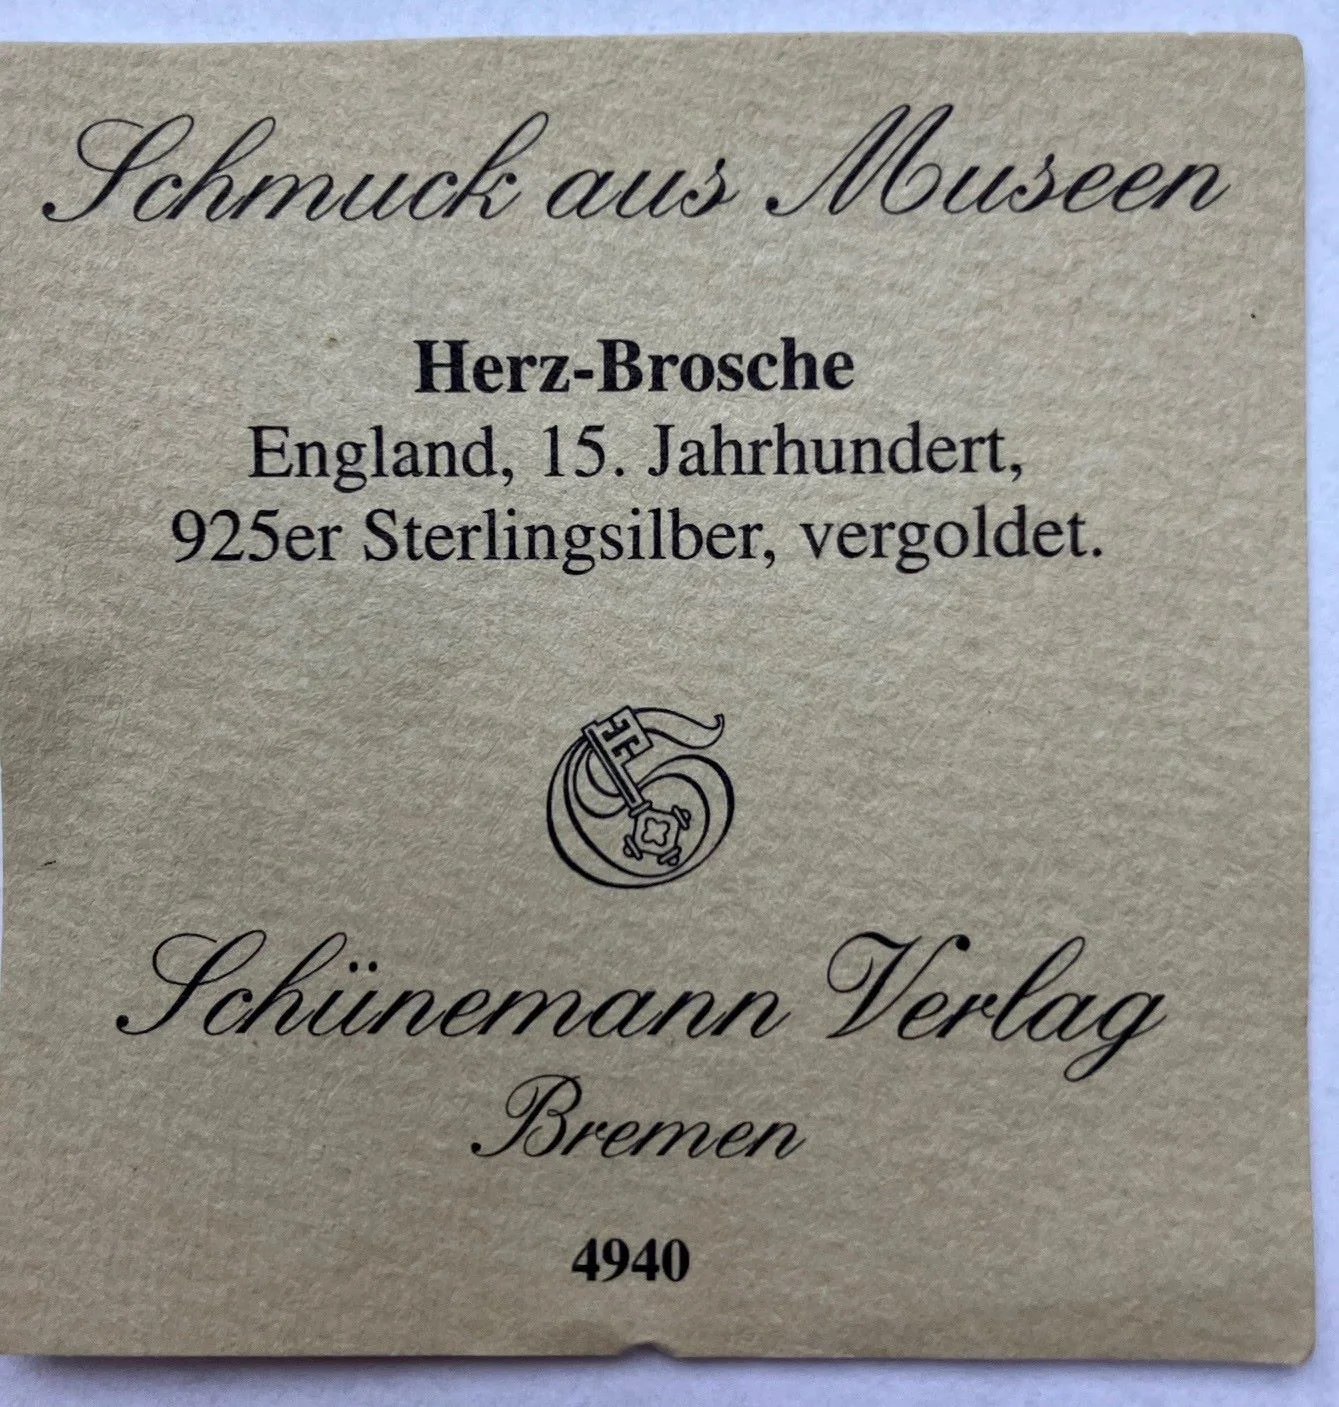 Schmuck aus Museen
Herz-Brosche
England, 15. Jahrhundert,
925er Sterlingsilber, vergoldet.
Schünemann Verlag
Bremen
4940